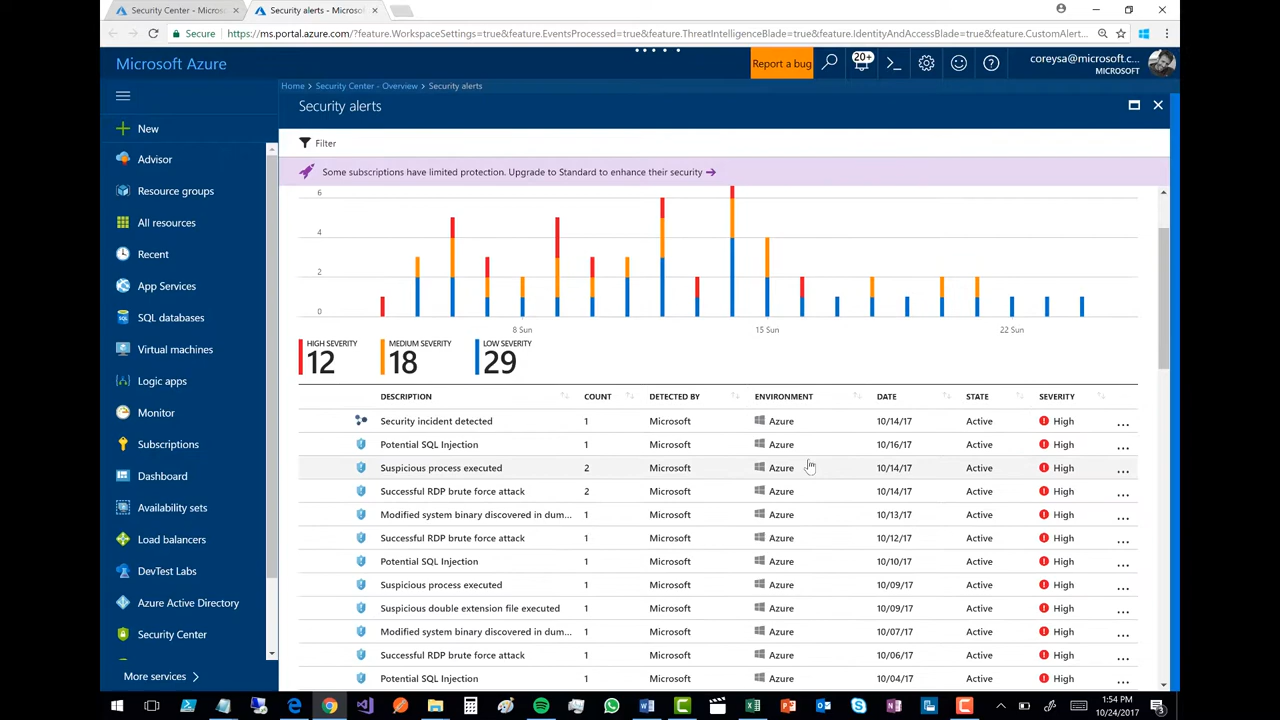 Security Center - Microso
Security alerts - Microsof
Secure
https://ms.portal.azure.com/?feature.WorkspaceSettings=true&feature.EventsProcessed=true&feature.ThreatIntelligenceBlade=true&feature.IdentityAndAccessBlade=true&feature.CustomAlert...
Microsoft Azure
Report a bug
20+
coreysa@microsoft.c...
MICROSOFT
Home > Security Center - Overview > Security alerts
Security alerts
New
Advisor
Resource groups
All resources
Recent
App Services
SQL databases
Virtual machines
Logic apps
Monitor
Subscriptions
Dashboard
Availability sets
Load balancers
DevTest Labs
Azure Active Directory
Security Center
More services >
Filter
Some subscriptions have limited protection. Upgrade to Standard to enhance their security →
6
4
2
0
8 Sun 15 Sun 22 Sun
HIGH SEVERITY MEDIUM SEVERITY LOW SEVERITY
12 18 29
DESCRIPTION COUNT DETECTED BY ENVIRONMENT DATE STATE SEVERITY
Security incident detected 1 Microsoft Azure 10/14/17 Active High ...
Potential SQL Injection 1 Microsoft Azure 10/16/17 Active High ...
Suspicious process executed 2 Microsoft Azure 10/14/17 Active High ...
Successful RDP brute force attack 2 Microsoft Azure 10/14/17 Active High ...
Modified system binary discovered in dum... 1 Microsoft Azure 10/13/17 Active High ...
Successful RDP brute force attack 1 Microsoft Azure 10/12/17 Active High ...
Potential SQL Injection 1 Microsoft Azure 10/10/17 Active High ...
Suspicious process executed 1 Microsoft Azure 10/09/17 Active High ...
Suspicious double extension file executed 1 Microsoft Azure 10/09/17 Active High ...
Modified system binary discovered in dum... 1 Microsoft Azure 10/07/17 Active High ...
Successful RDP brute force attack 1 Microsoft Azure 10/06/17 Active High ...
Potential SQL Injection 1 Microsoft Azure 10/04/17 Active High ...
1:54 PM
10/24/2017
3